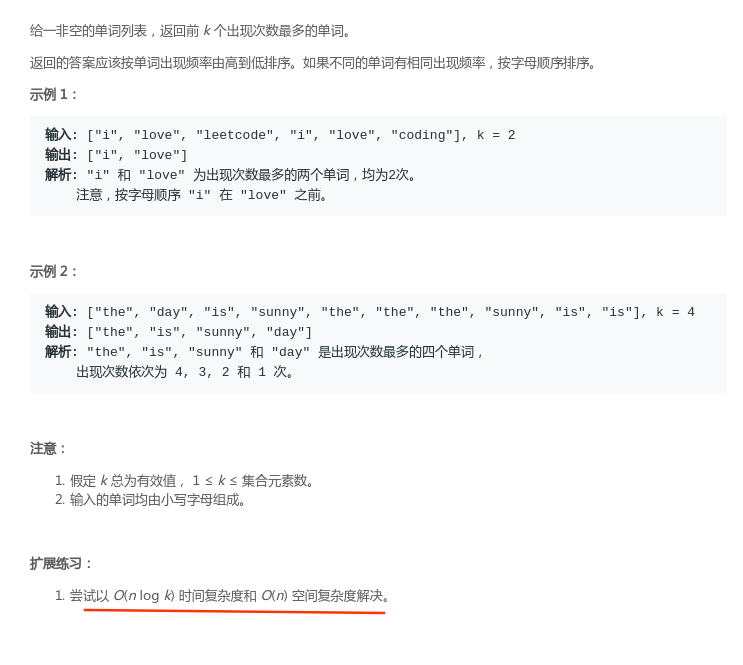 给一非空的单词列表，返回前 k 个出现次数最多的单词。
返回的答案应该按单词出现频率由高到低排序。如果不同的单词有相同出现频率，按字母顺序排序。
示例 1：
输入: ["i", "love", "leetcode", "i", "love", "coding"], k = 2
输出: ["i", "love"]
解析: "i" 和 "love" 为出现次数最多的两个单词，均为2次。
注意，按字母顺序 "i" 在 "love" 之前。
示例 2：
输入: ["the", "day", "is", "sunny", "the", "the", "the", "sunny", "is", "is"], k = 4
输出: ["the", "is", "sunny", "day"]
解析: "the", "is", "sunny" 和 "day" 是出现次数最多的四个单词，
出现次数依次为 4, 3, 2 和 1 次。
注意：
1. 假定 k 总为有效值， 1 ≤ k ≤ 集合元素数。
2. 输入的单词均由小写字母组成。
扩展练习：
1. 尝试以 O(n log k) 时间复杂度和 O(n) 空间复杂度解决。